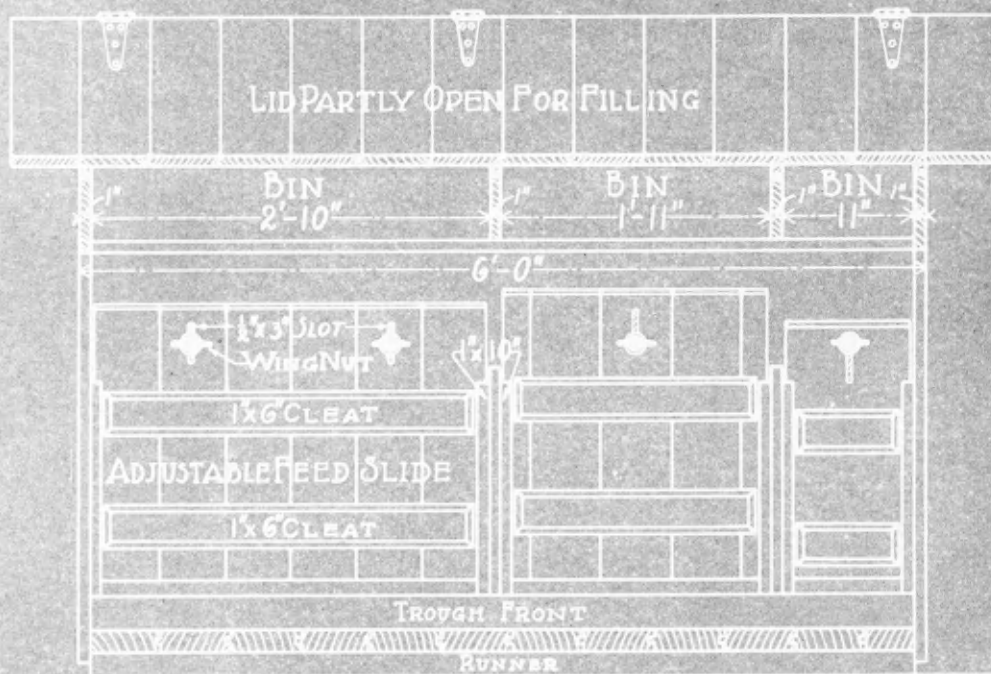 LID PARTLY OPEN FOR FILLING
BIN BIN BIN
1" 2'-10" 1" 1'-11" 1" 11" 1"
6'-0"
½"x3" SLOT
WING NUT
1"x10"
1"x6" CLEAT
ADJUSTABLE FEED SLIDE
1"x6" CLEAT
TROUGH FRONT
RUNNER